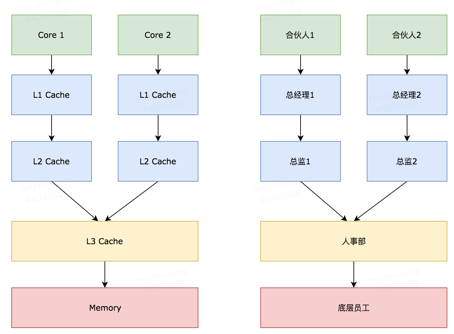 Core 1
Core 2
合伙人1
合伙人2
L1 Cache
L1 Cache
总经理1
总经理2
L2 Cache
L2 Cache
总监1
总监2
L3 Cache
人事部
Memory
底层员工